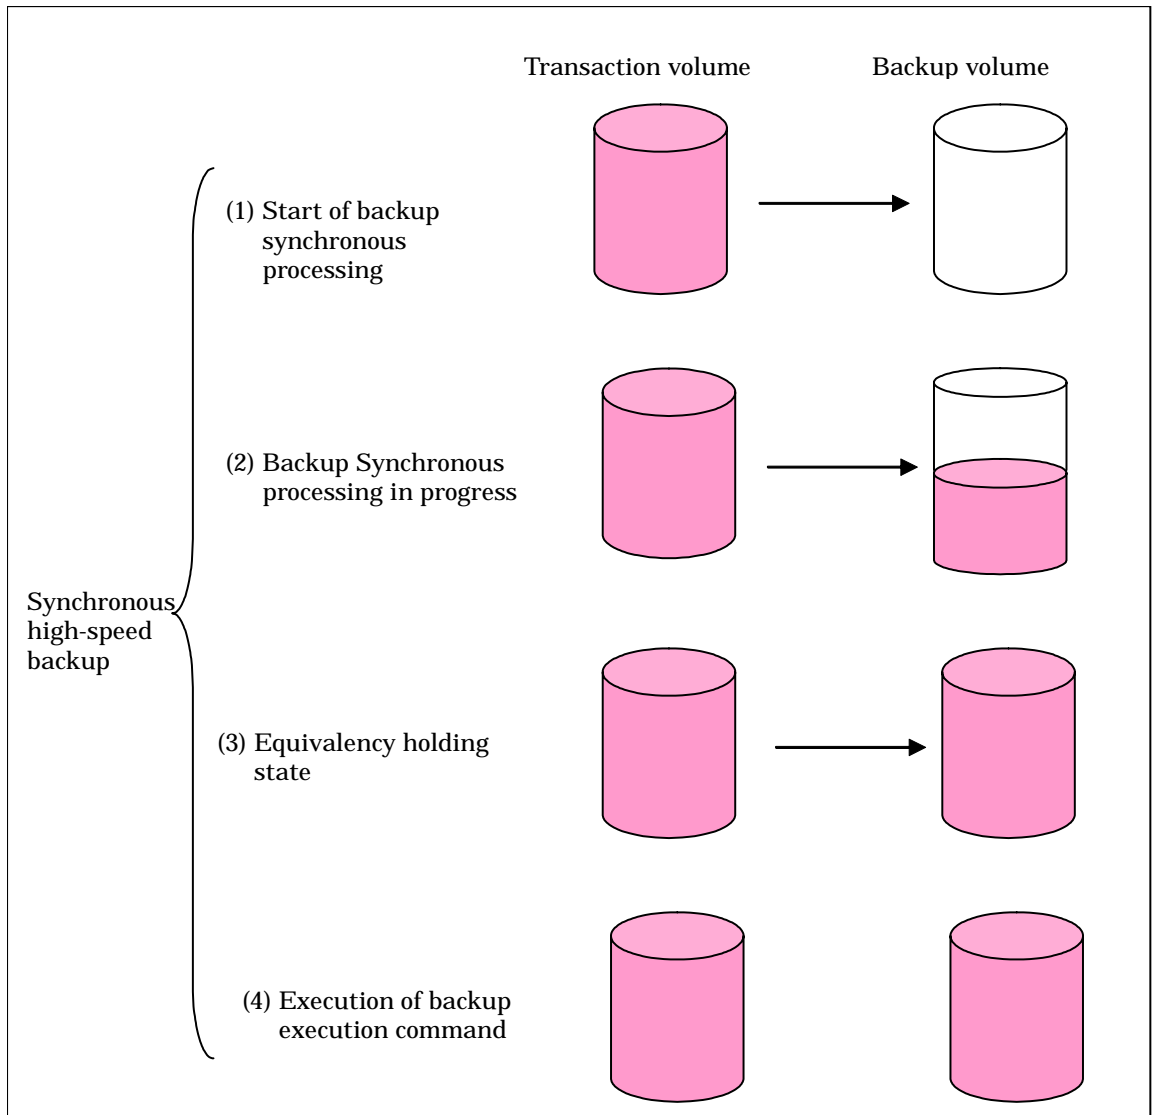 Transaction volume
Backup volume
(1) Start of backup
synchronous
processing
(2) Backup Synchronous
processing in progress
Synchronous
high-speed
backup
(3) Equivalency holding
state
(4) Execution of backup
execution command